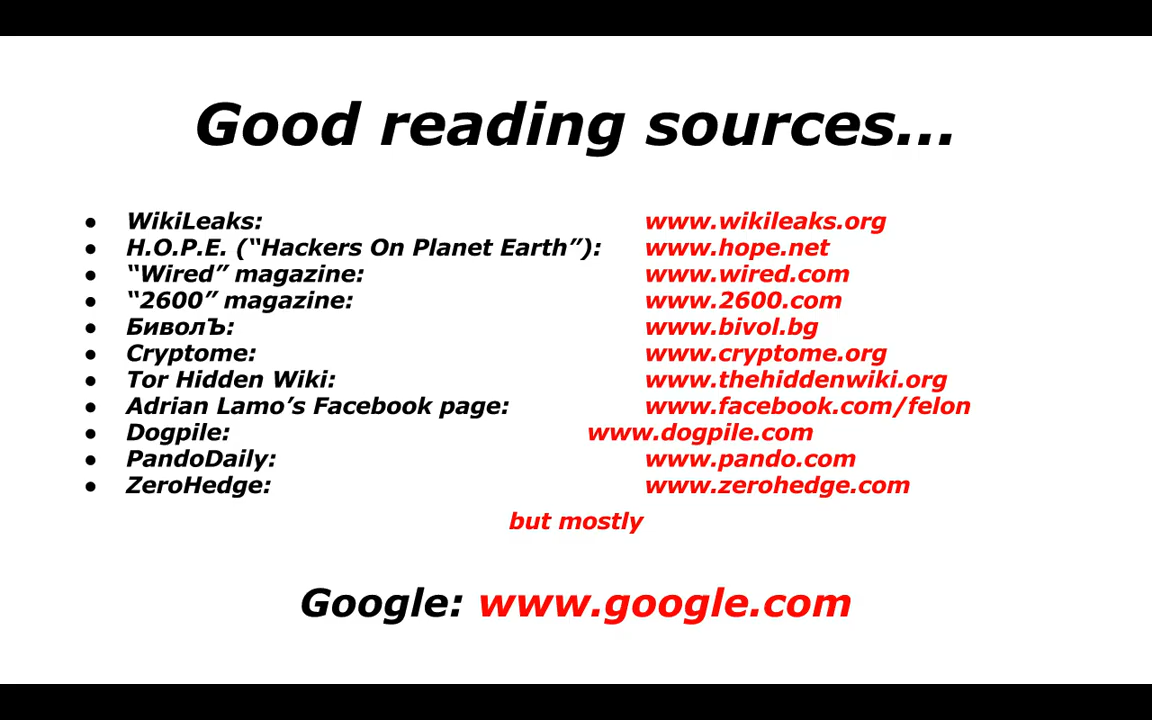 Good reading sources...
● WikiLeaks: www.wikileaks.org
● H.O.P.E. (“Hackers On Planet Earth”): www.hope.net
● “Wired” magazine: www.wired.com
● “2600” magazine: www.2600.com
● БиволЪ: www.bivol.bg
● Cryptome: www.cryptome.org
● Tor Hidden Wiki: www.thehiddenwiki.org
● Adrian Lamo’s Facebook page: www.facebook.com/felon
● Dogpile: www.dogpile.com
● PandoDaily: www.pando.com
● ZeroHedge: www.zerohedge.com
but mostly
Google: www.google.com